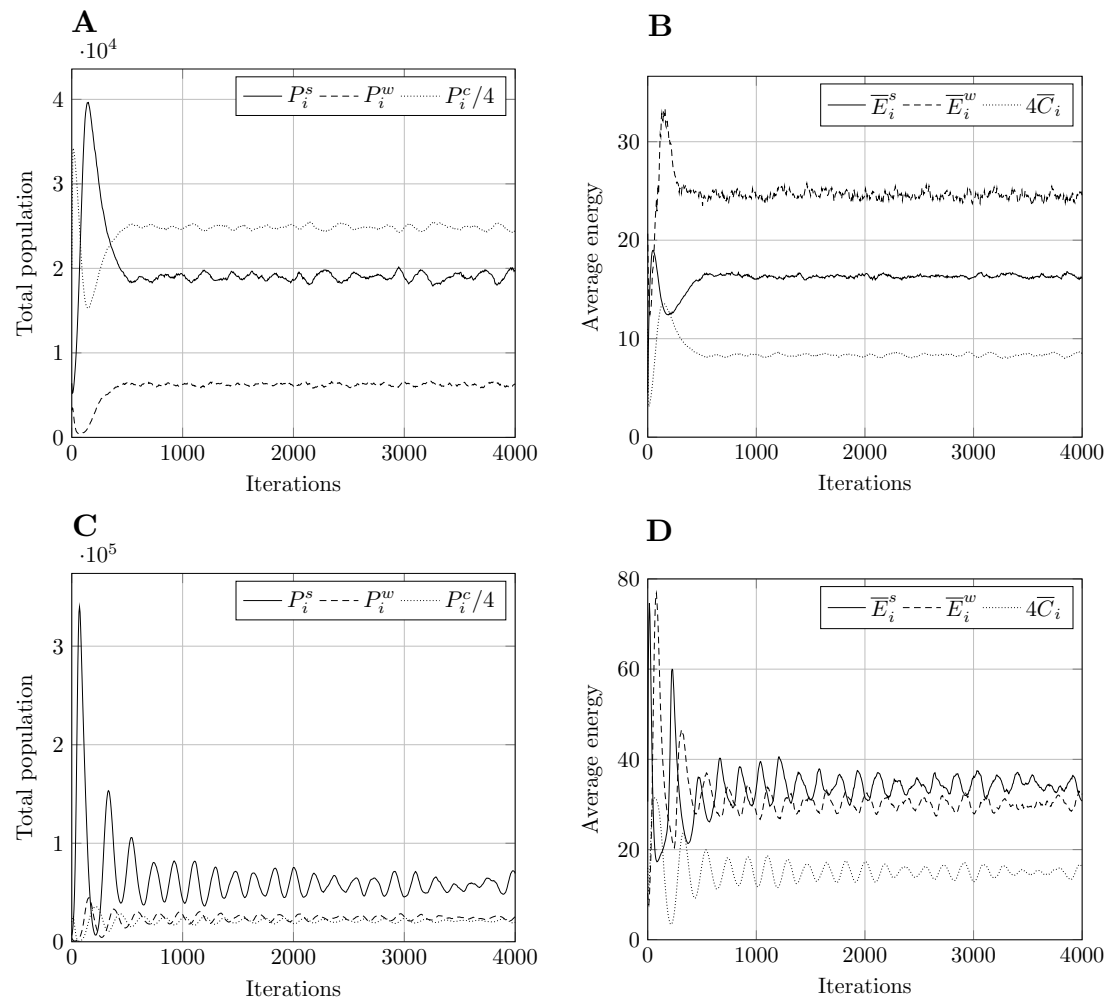 A
·10^4
P_i^s P_i^w P_i^c/4
4
3
2
1
0
0 1000 2000 3000 4000
Total population
Iterations
B
E̅_i^s E̅_i^w 4C̅_i
30
20
10
0
0 1000 2000 3000 4000
Average energy
Iterations
C
·10^5
P_i^s P_i^w P_i^c/4
3
2
1
0
0 1000 2000 3000 4000
Total population
Iterations
D
E̅_i^s E̅_i^w 4C̅_i
80
60
40
20
0
0 1000 2000 3000 4000
Average energy
Iterations